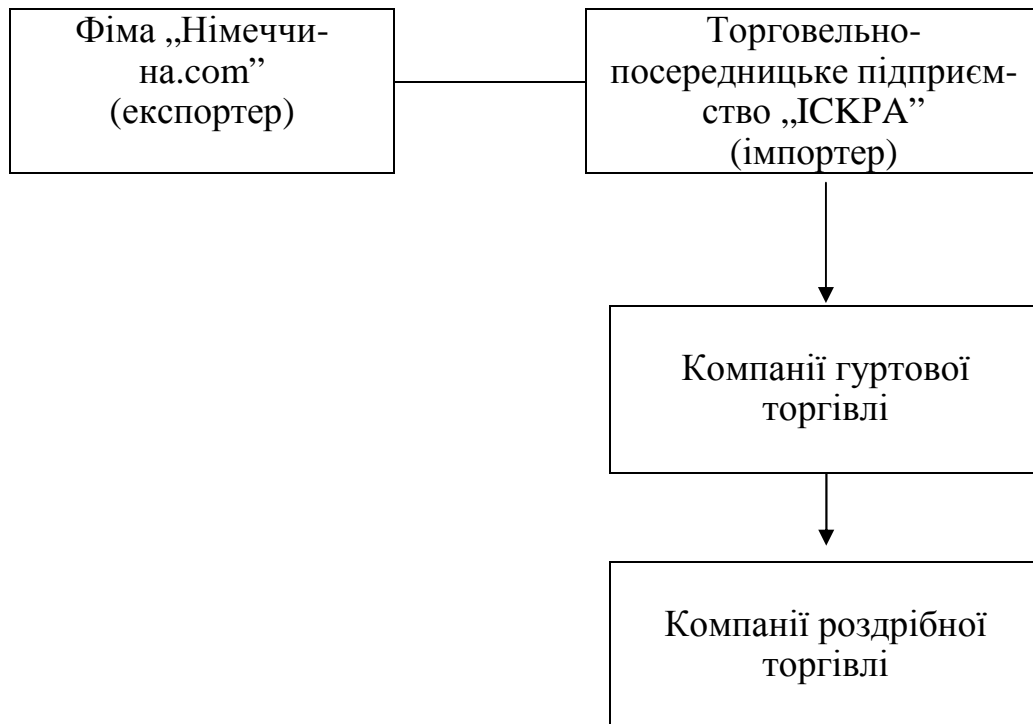 Фіма „Німеччи-
на.com”
(експортер)
Торговельно-
посередницьке підприєм-
ство „ІСКРА”
(імпортер)
Компанії гуртової
торгівлі
Компанії роздрібної
торгівлі